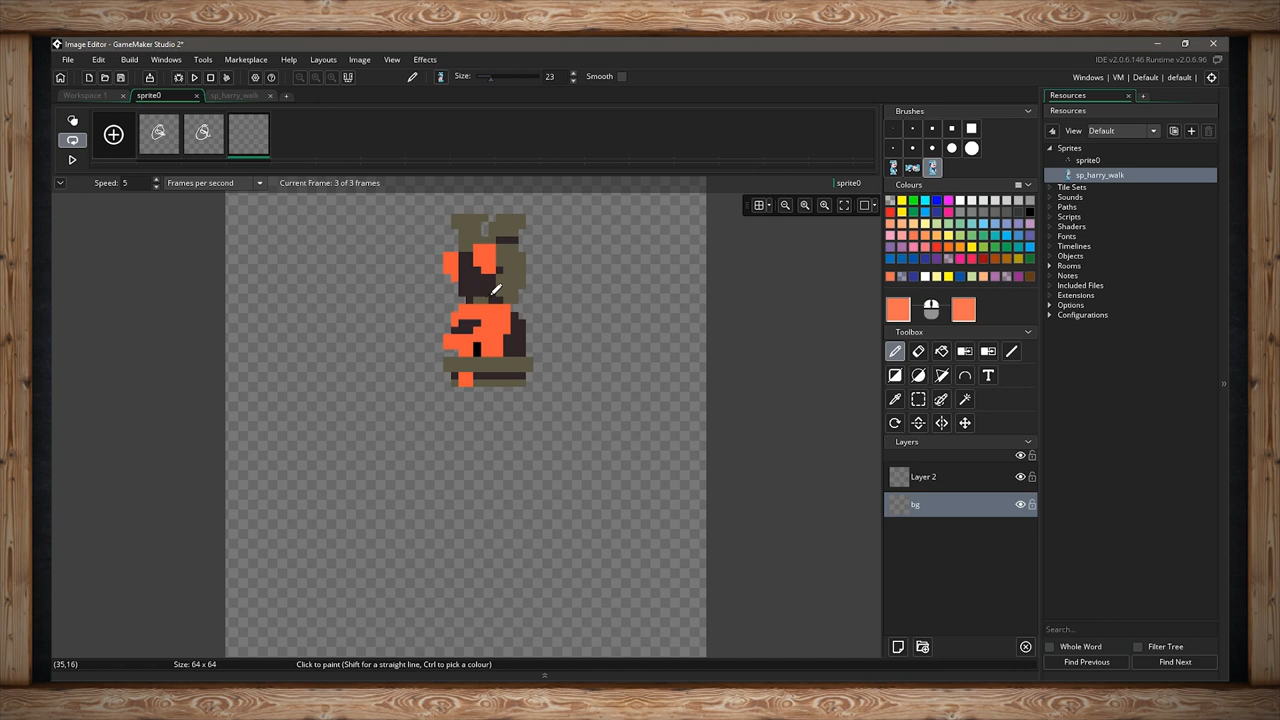 Image Editor - GameMaker Studio 2*
File Edit Build Windows Tools Marketplace Help Layouts Image View Effects
IDE v2.0.6.146 Runtime v2.0.6.96
Size: 23 Smooth
Windows | VM | Default | default |
Workspace 1 sprite0 sp_harry_walk
Speed: 5 Frames per second Current Frame: 3 of 3 frames sprite0
Brushes
Colours
Toolbox
Layers
Layer 2
bg
Resources
Resources
View Default
Sprites
sprite0
sp_harry_walk
Tile Sets
Sounds
Paths
Scripts
Shaders
Fonts
Timelines
Objects
Rooms
Notes
Included Files
Extensions
Options
Configurations
Search...
Whole Word Filter Tree
Find Previous Find Next
(35,16) Size: 64 x 64 Click to paint (Shift for a straight line, Ctrl to pick a colour)